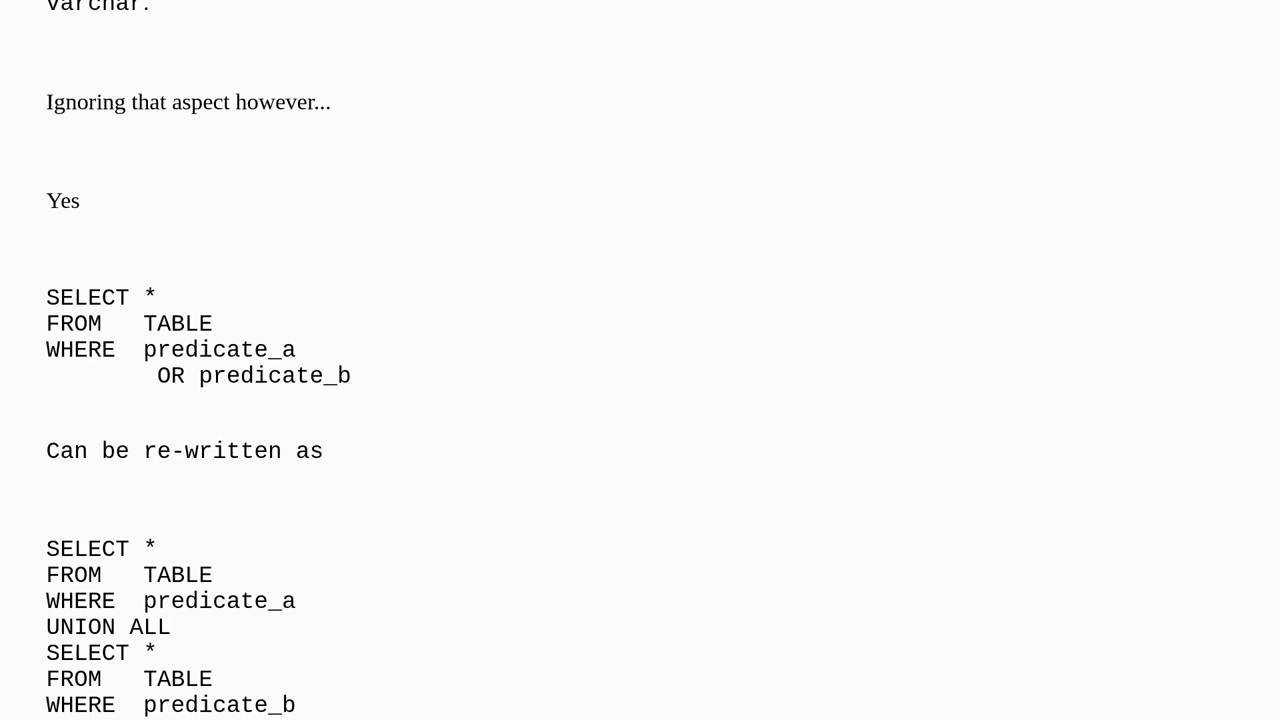 varchar.
Ignoring that aspect however...
Yes
SELECT *
FROM   TABLE
WHERE  predicate_a
        OR predicate_b
Can be re-written as
SELECT *
FROM   TABLE
WHERE  predicate_a
UNION ALL
SELECT *
FROM   TABLE
WHERE  predicate_b